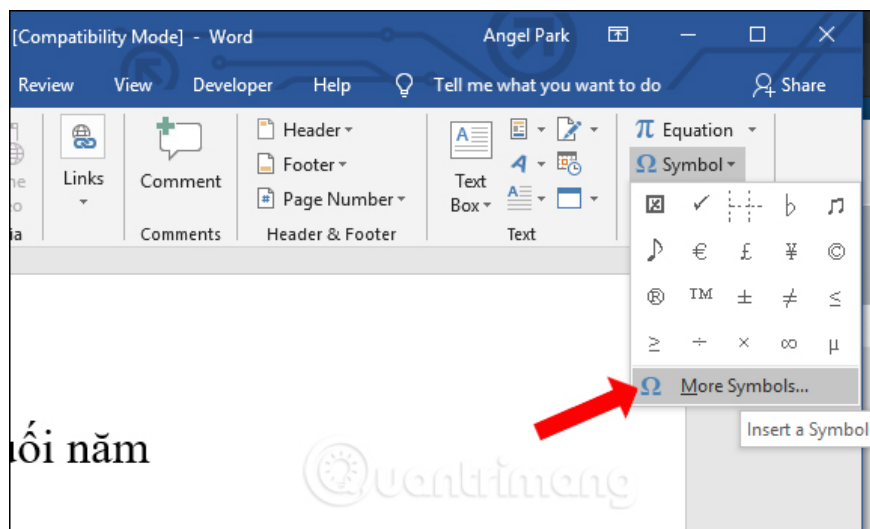 [Compatibility Mode] - Word Angel Park
Review View Developer Help Tell me what you want to do Share
Header
Footer
Page Number
Links
Comment
Text
Box
π Equation
Ω Symbol
Comments Header & Footer Text
✓ ♭ ♫
♪ € £ ¥ ©
® TM ± ≠ ≤
≥ ÷ × ∞ µ
Ω More Symbols...
Insert a Symbol
uối năm
Quantrimang